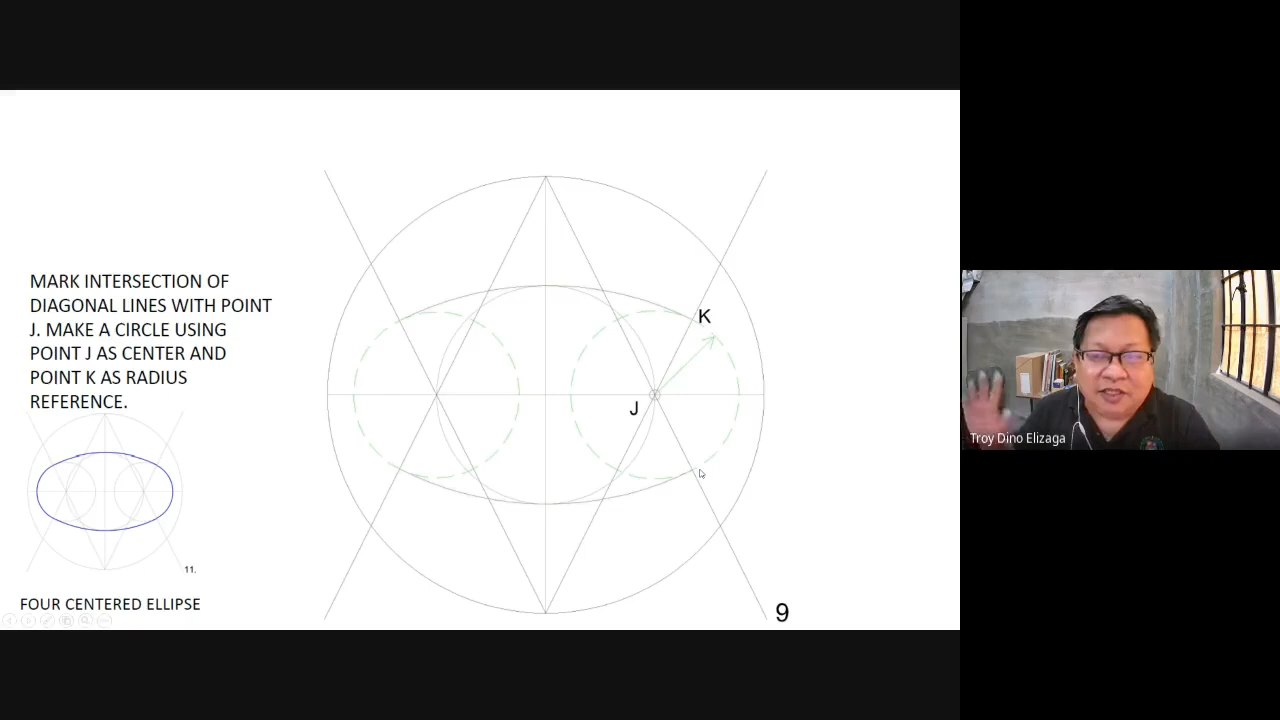 MARK INTERSECTION OF
DIAGONAL LINES WITH POINT
J. MAKE A CIRCLE USING
POINT J AS CENTER AND
POINT K AS RADIUS
REFERENCE.
11.
FOUR CENTERED ELLIPSE
K
J
9
Troy Dino Elizaga